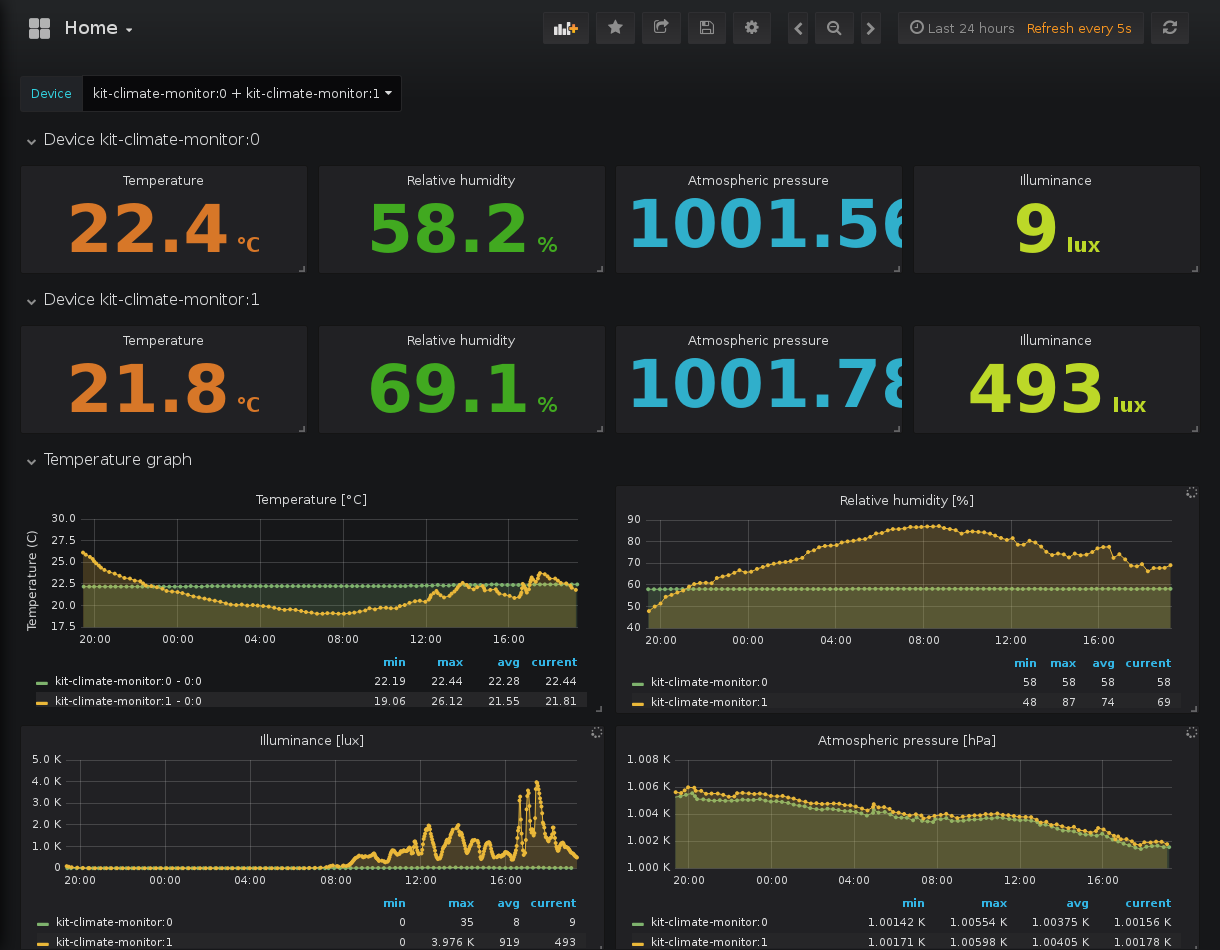 Home
Last 24 hours Refresh every 5s
Device kit-climate-monitor:0 + kit-climate-monitor:1
Device kit-climate-monitor:0
Temperature Relative humidity Atmospheric pressure Illuminance
22.4 °C 58.2 % 1001.56 9 lux
Device kit-climate-monitor:1
Temperature Relative humidity Atmospheric pressure Illuminance
21.8 °C 69.1 % 1001.78 493 lux
Temperature graph
Temperature [°C]
Temperature (C)
30.0
27.5
25.0
22.5
20.0
17.5
20:00 00:00 04:00 08:00 12:00 16:00
min max avg current
kit-climate-monitor:0 - 0:0 22.19 22.44 22.28 22.44
kit-climate-monitor:1 - 0:0 19.06 26.12 21.55 21.81
Relative humidity [%]
90
80
70
60
50
40
20:00 00:00 04:00 08:00 12:00 16:00
min max avg current
kit-climate-monitor:0 58 58 58 58
kit-climate-monitor:1 48 87 74 69
Illuminance [lux]
5.0 K
4.0 K
3.0 K
2.0 K
1.0 K
0
20:00 00:00 04:00 08:00 12:00 16:00
min max avg current
kit-climate-monitor:0 0 35 8 9
kit-climate-monitor:1 0 3.976 K 919 493
Atmospheric pressure [hPa]
1.008 K
1.006 K
1.004 K
1.002 K
1.000 K
20:00 00:00 04:00 08:00 12:00 16:00
min max avg current
kit-climate-monitor:0 1.00142 K 1.00554 K 1.00375 K 1.00156 K
kit-climate-monitor:1 1.00171 K 1.00598 K 1.00405 K 1.00178 K